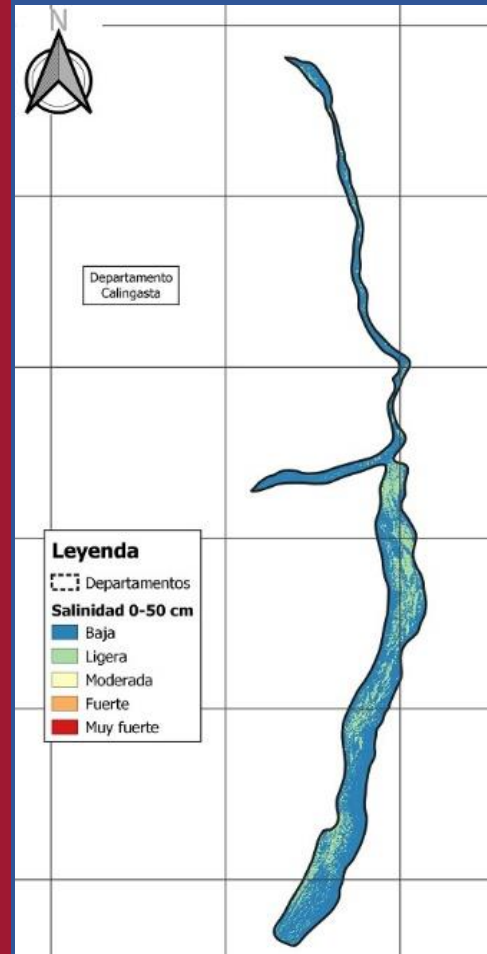 N
Departamento
Calingasta
Leyenda
Departamentos
Salinidad 0-50 cm
Baja
Ligera
Moderada
Fuerte
Muy fuerte